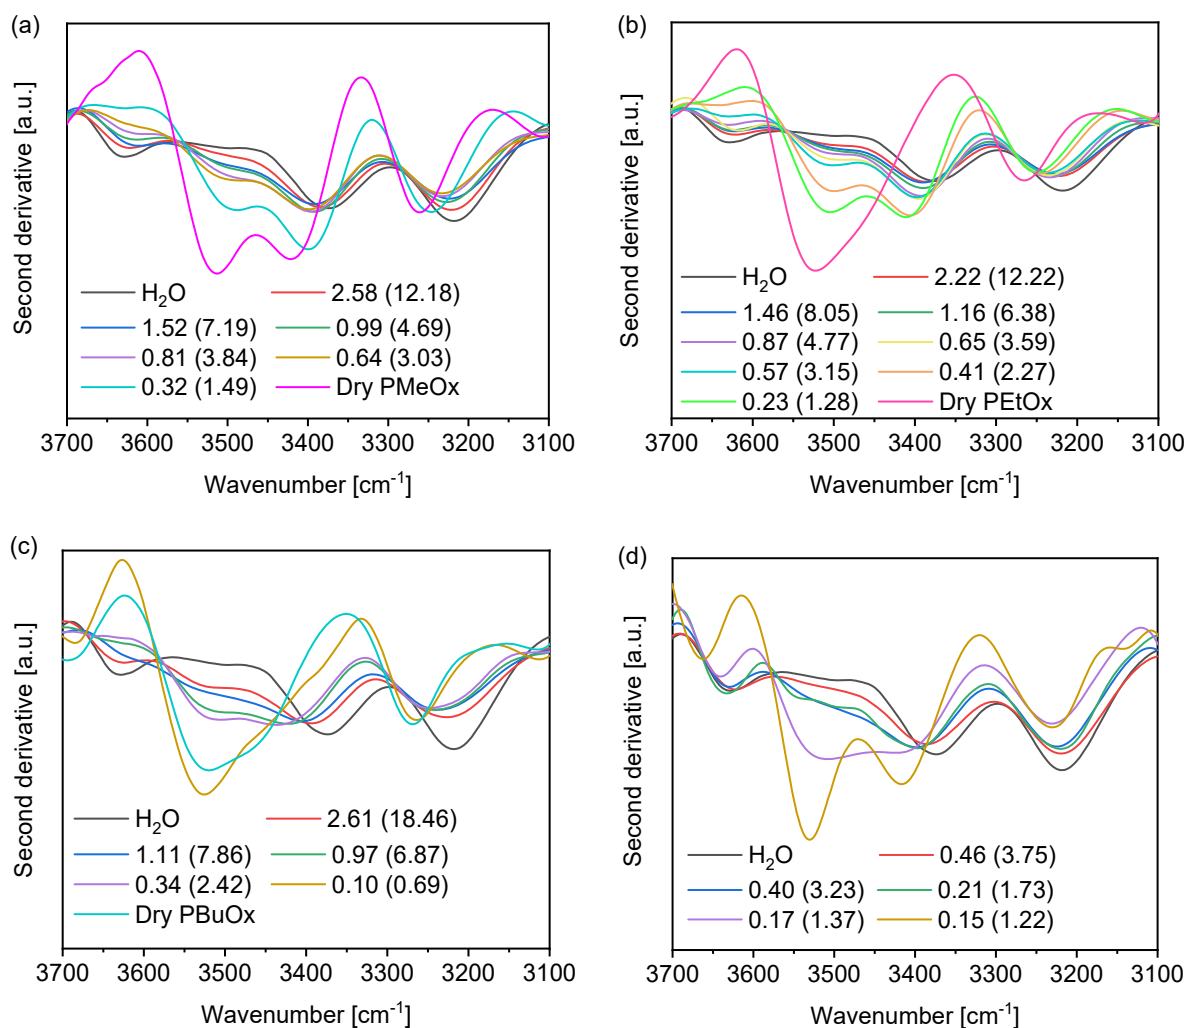 (a)
Second derivative [a.u.]
H₂O 2.58 (12.18)
1.52 (7.19) 0.99 (4.69)
0.81 (3.84) 0.64 (3.03)
0.32 (1.49) Dry PMeOx
3700 3600 3500 3400 3300 3200 3100
Wavenumber [cm⁻¹]
(b)
Second derivative [a.u.]
H₂O 2.22 (12.22)
1.46 (8.05) 1.16 (6.38)
0.87 (4.77) 0.65 (3.59)
0.57 (3.15) 0.41 (2.27)
0.23 (1.28) Dry PEtOx
3700 3600 3500 3400 3300 3200 3100
Wavenumber [cm⁻¹]
(c)
Second derivative [a.u.]
H₂O 2.61 (18.46)
1.11 (7.86) 0.97 (6.87)
0.34 (2.42) 0.10 (0.69)
Dry PBuOx
3700 3600 3500 3400 3300 3200 3100
Wavenumber [cm⁻¹]
(d)
Second derivative [a.u.]
H₂O 0.46 (3.75)
0.40 (3.23) 0.21 (1.73)
0.17 (1.37) 0.15 (1.22)
3700 3600 3500 3400 3300 3200 3100
Wavenumber [cm⁻¹]